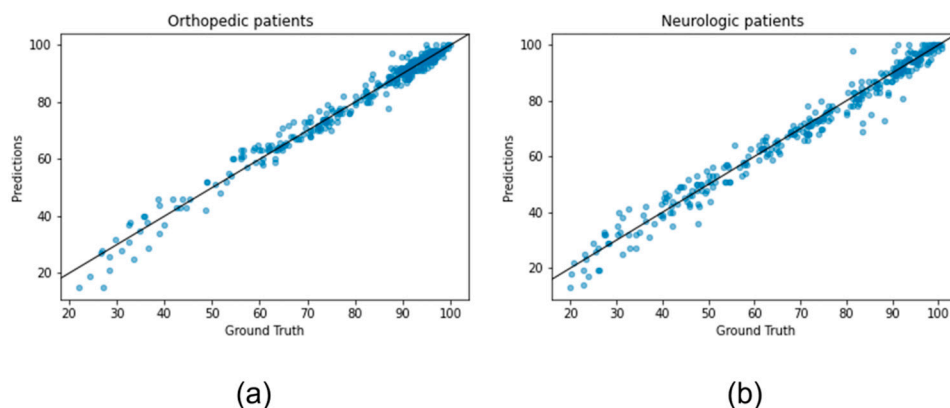 Orthopedic patients
100
80
60
40
20
Predictions
20 30 40 50 60 70 80 90 100
Ground Truth
(a)
Neurologic patients
100
80
60
40
20
Predictions
20 30 40 50 60 70 80 90 100
Ground Truth
(b)